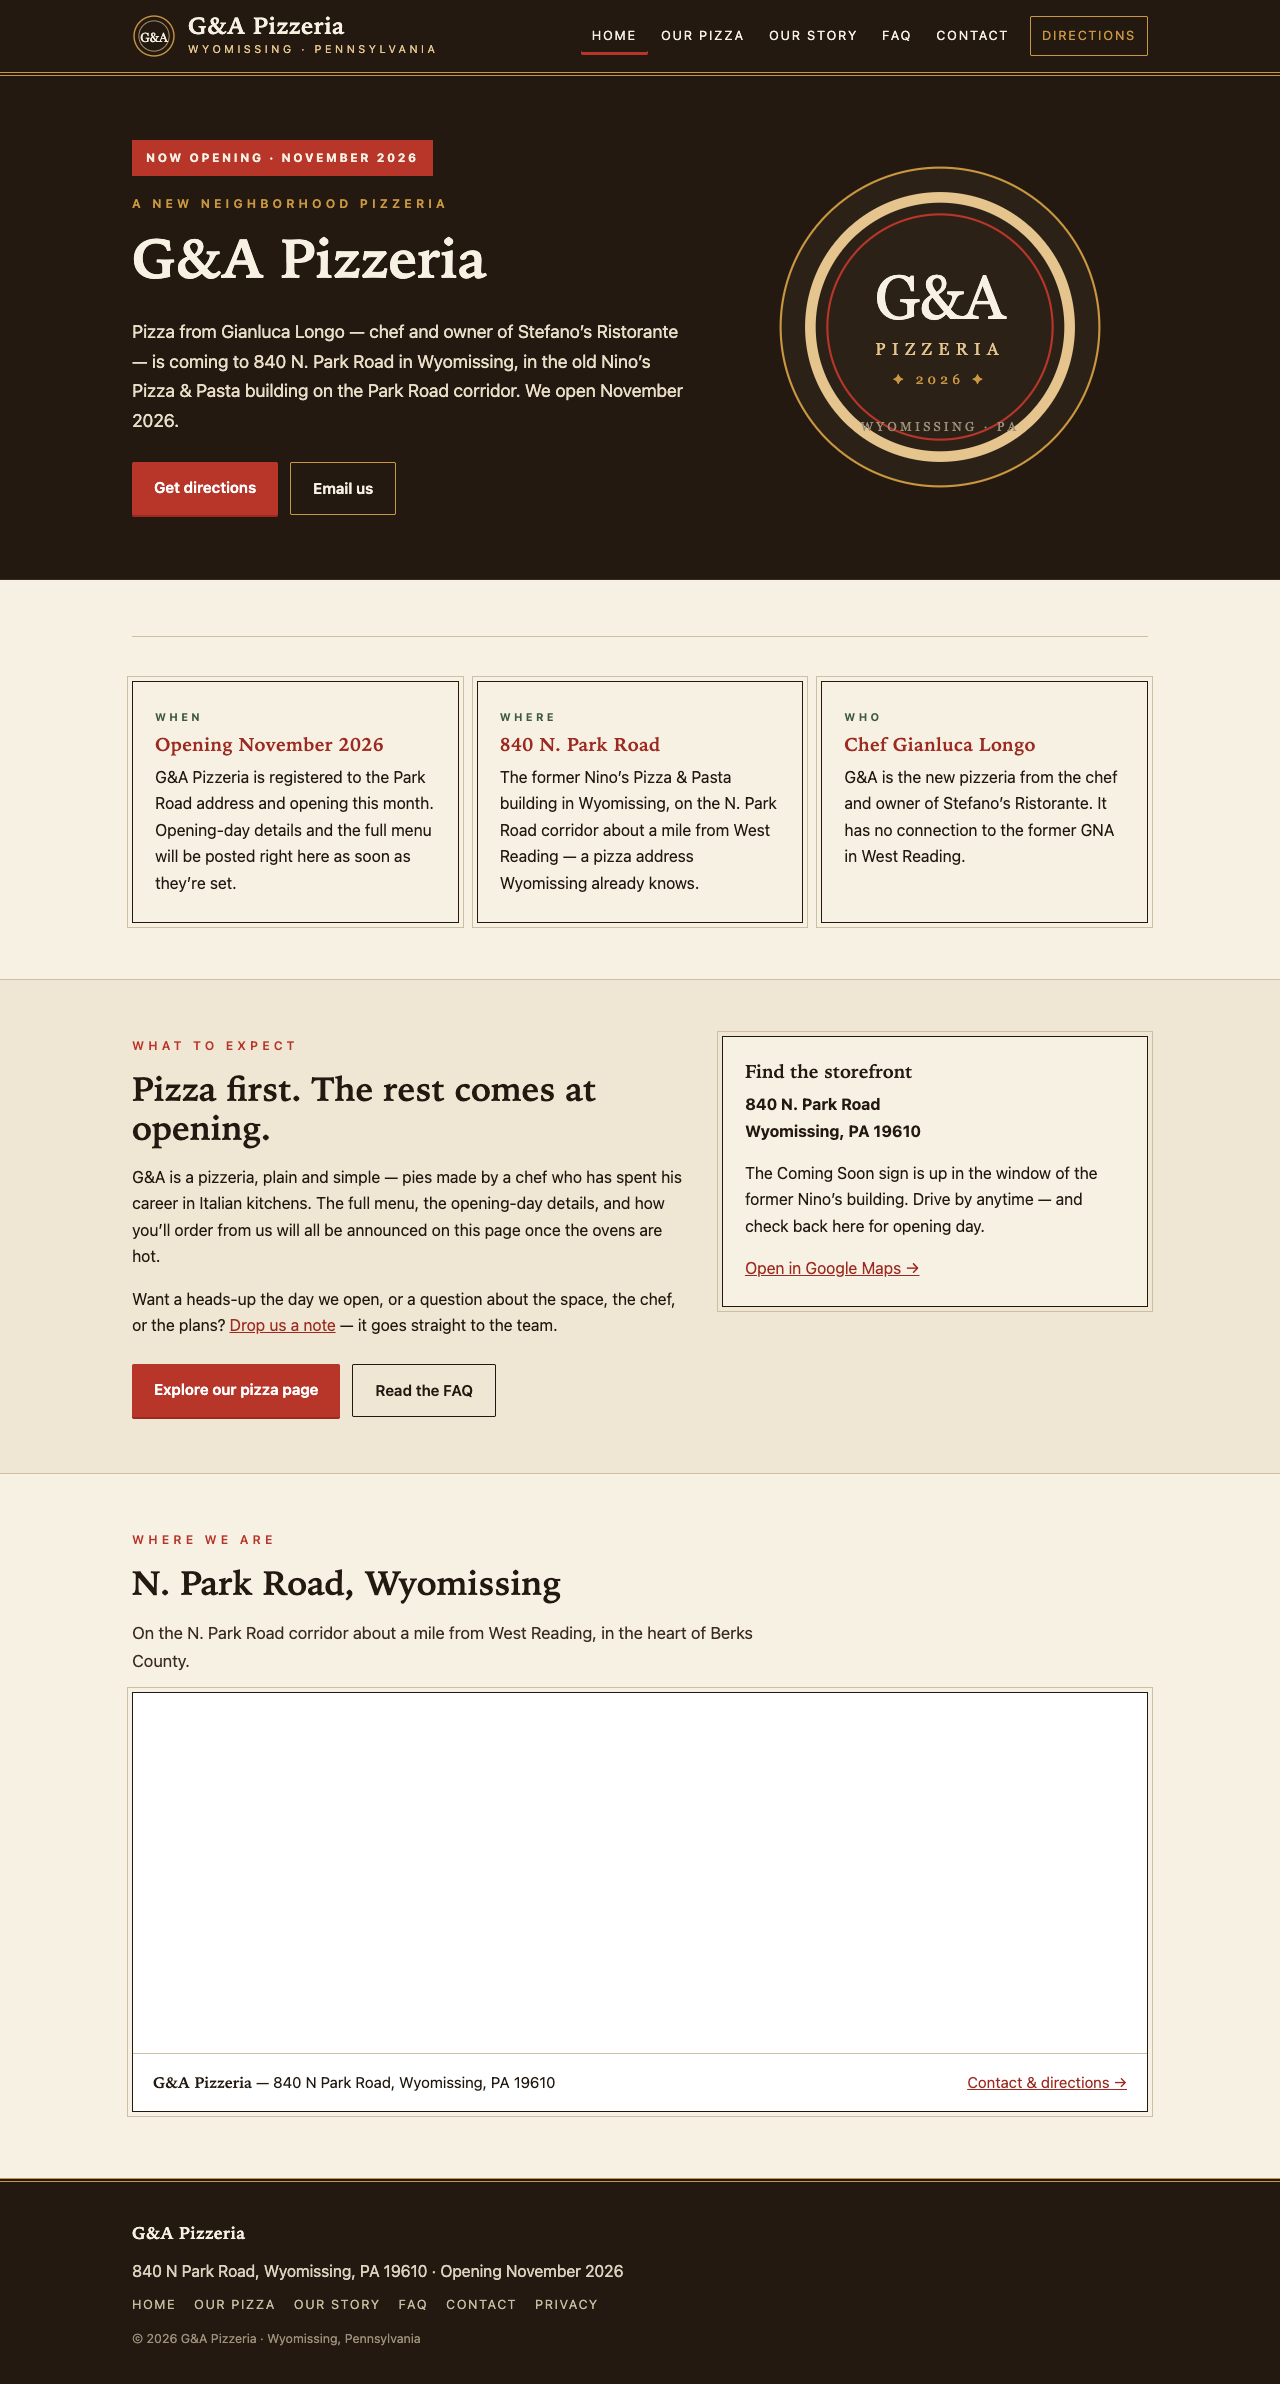 G&A
G&A Pizzeria
WYOMISSING · PENNSYLVANIA
HOME
OUR PIZZA
OUR STORY
FAQ
CONTACT
DIRECTIONS
NOW OPENING · NOVEMBER 2026
A NEW NEIGHBORHOOD PIZZERIA
G&A Pizzeria
Pizza from Gianluca Longo — chef and owner of Stefano’s Ristorante
— is coming to 840 N. Park Road in Wyomissing, in the old Nino’s
Pizza & Pasta building on the Park Road corridor. We open November
2026.
Get directions
Email us
G&A
PIZZERIA
✦ 2026 ✦
WYOMISSING · PA
WHEN
Opening November 2026
G&A Pizzeria is registered to the Park
Road address and opening this month.
Opening-day details and the full menu
will be posted right here as soon as
they’re set.
WHERE
840 N. Park Road
The former Nino’s Pizza & Pasta
building in Wyomissing, on the N. Park
Road corridor about a mile from West
Reading — a pizza address
Wyomissing already knows.
WHO
Chef Gianluca Longo
G&A is the new pizzeria from the chef
and owner of Stefano’s Ristorante. It
has no connection to the former GNA
in West Reading.
WHAT TO EXPECT
Pizza first. The rest comes at
opening.
G&A is a pizzeria, plain and simple — pies made by a chef who has spent his
career in Italian kitchens. The full menu, the opening-day details, and how
you’ll order from us will all be announced on this page once the ovens are
hot.
Want a heads-up the day we open, or a question about the space, the chef,
or the plans? Drop us a note — it goes straight to the team.
Explore our pizza page
Read the FAQ
Find the storefront
840 N. Park Road
Wyomissing, PA 19610
The Coming Soon sign is up in the window of the
former Nino’s building. Drive by anytime — and
check back here for opening day.
Open in Google Maps →
WHERE WE ARE
N. Park Road, Wyomissing
On the N. Park Road corridor about a mile from West Reading, in the heart of Berks
County.
G&A Pizzeria — 840 N Park Road, Wyomissing, PA 19610
Contact & directions →
G&A Pizzeria
840 N Park Road, Wyomissing, PA 19610 · Opening November 2026
HOME
OUR PIZZA
OUR STORY
FAQ
CONTACT
PRIVACY
© 2026 G&A Pizzeria · Wyomissing, Pennsylvania